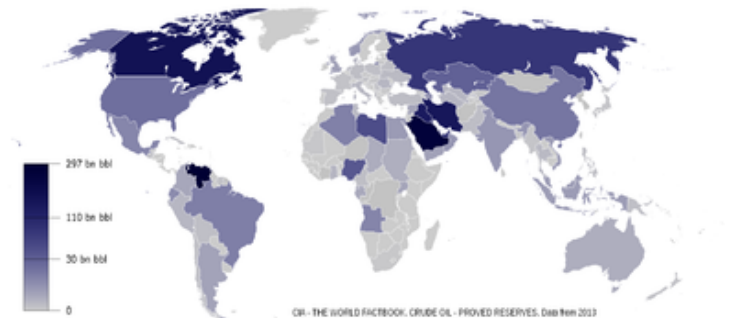 297 bn bbl
110 bn bbl
30 bn bbl
0
CIA - THE WORLD FACTBOOK, CRUDE OIL - PROVED RESERVES, Data from 2013